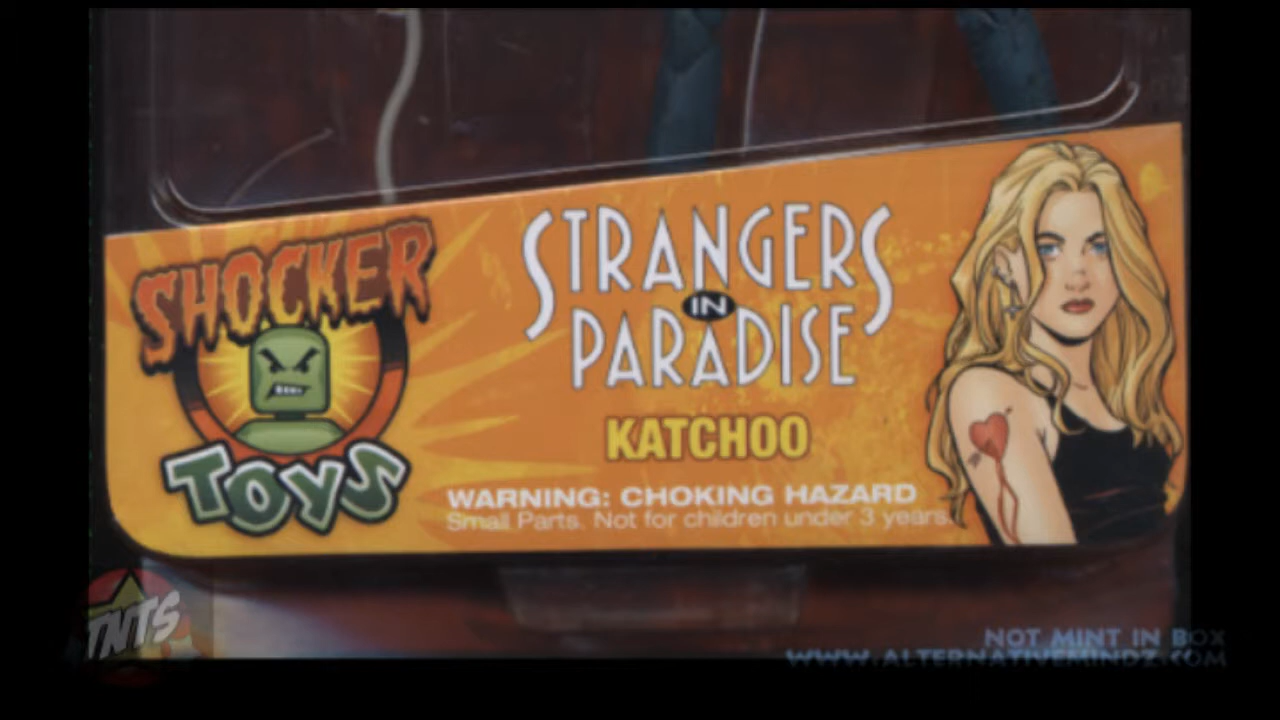 SHOCKER
TOYS
STRANGERS
IN
PARADISE
KATCHOO
WARNING: CHOKING HAZARD
Small Parts. Not for children under 3 years.
TNTS
NOT MINT IN BOX
WWW.ALTERNATIVEMINDZ.COM